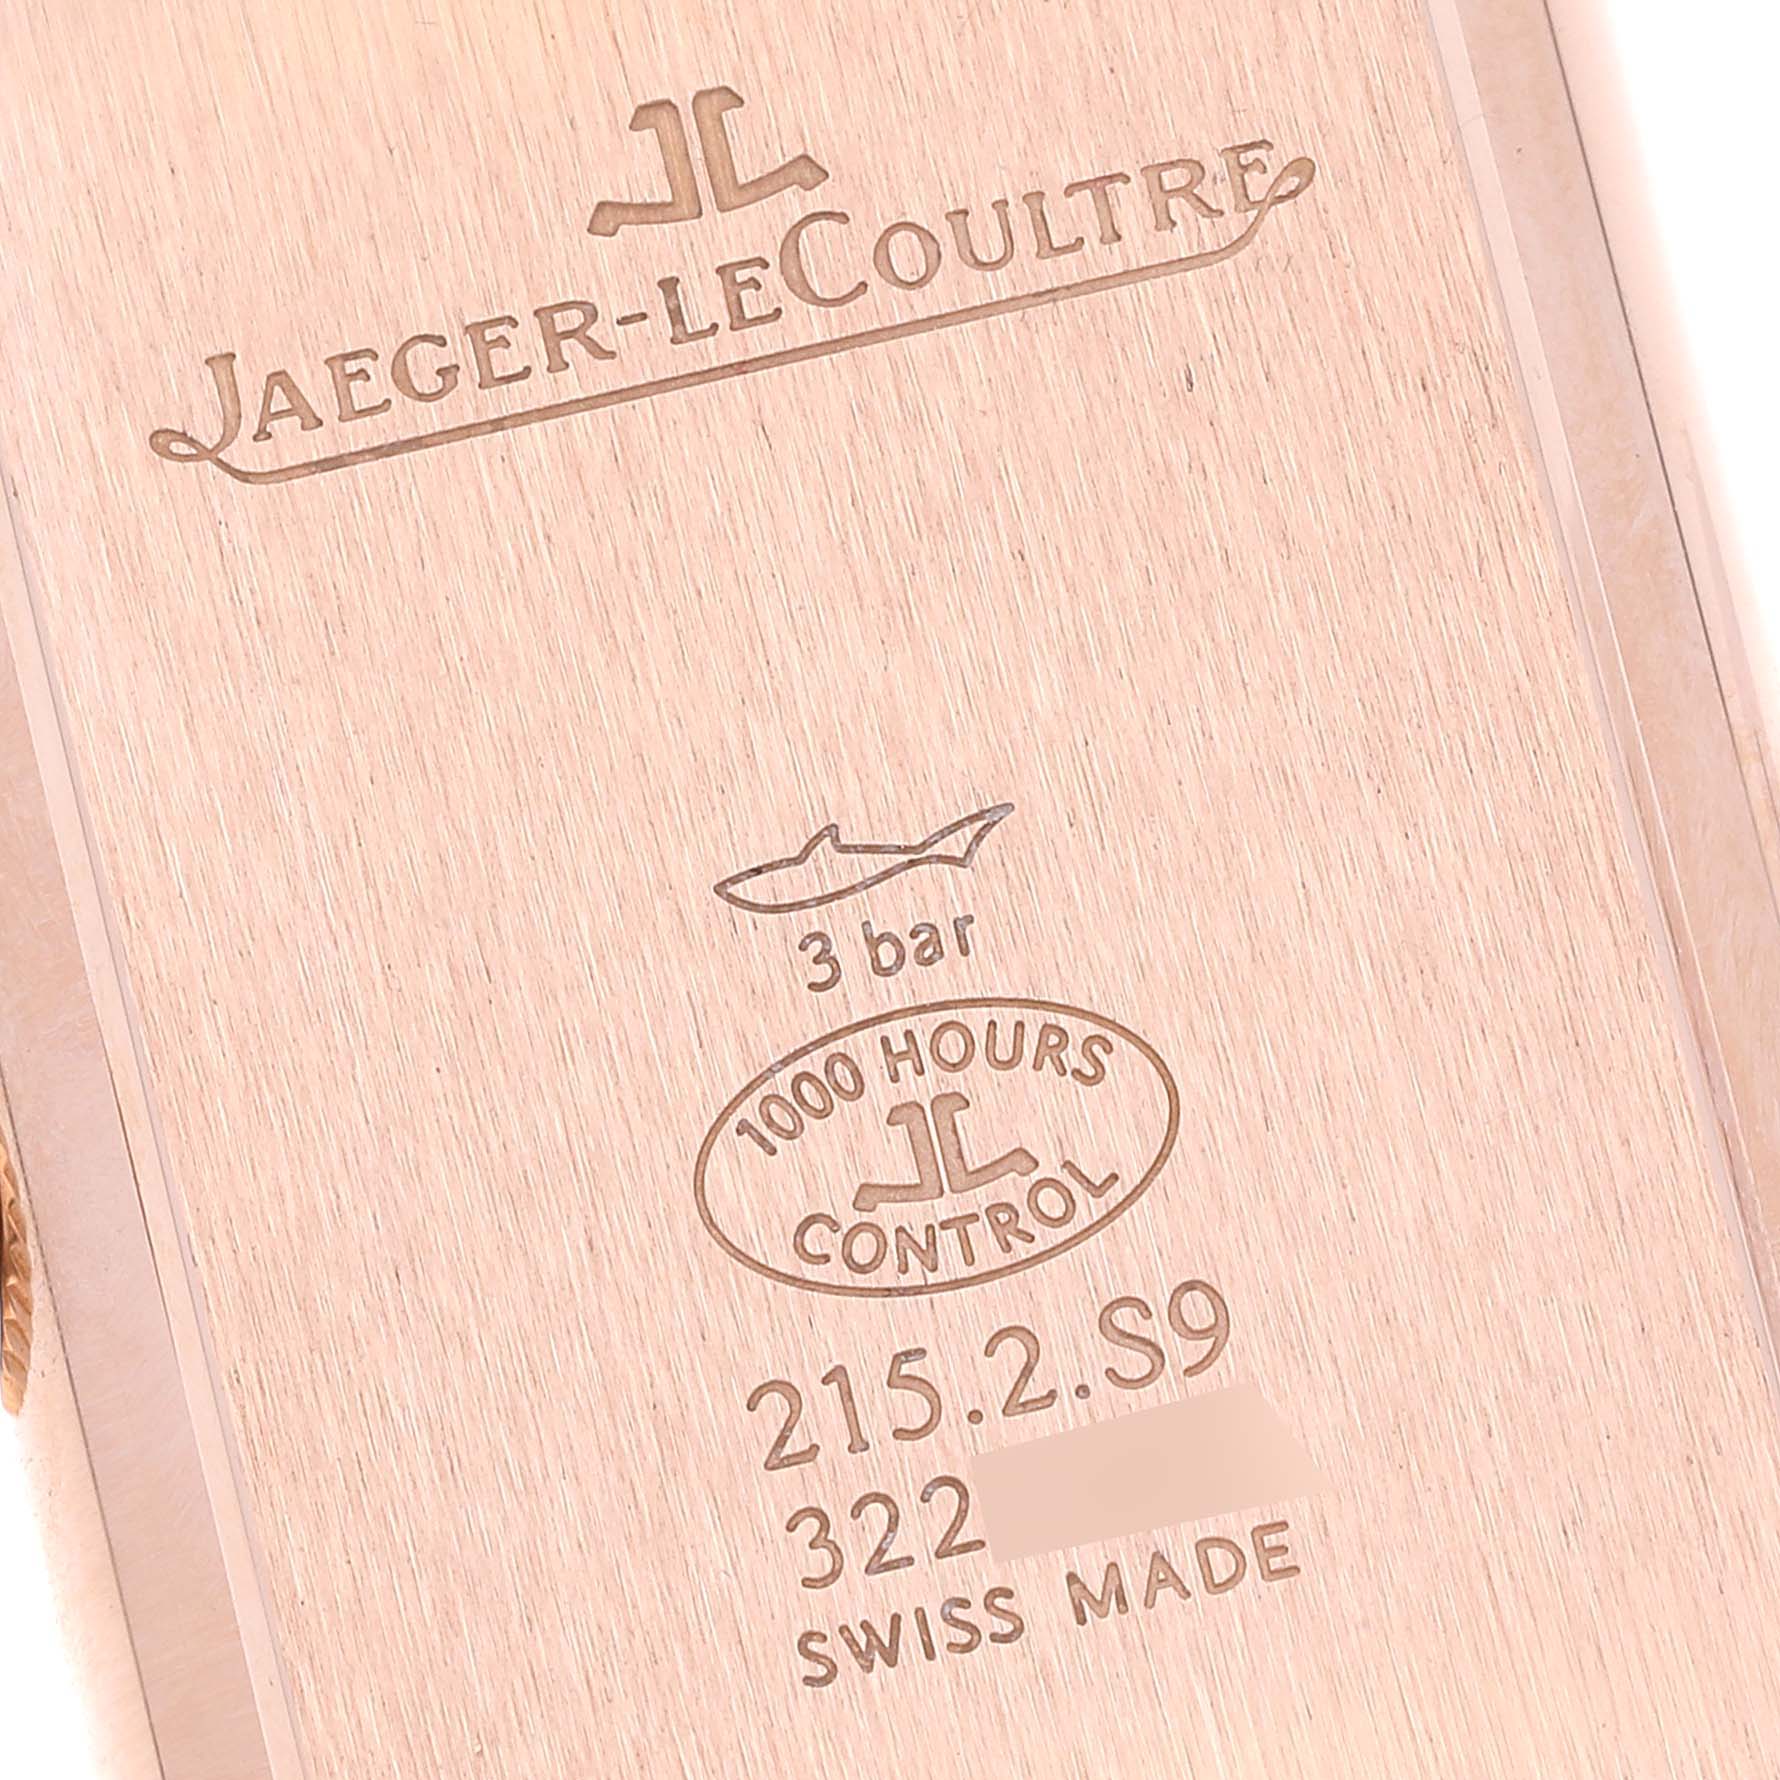 JL
JAEGER-LECOULTRE
3 bar
1000 HOURS
JL
CONTROL
215.2.S9
322
SWISS MADE